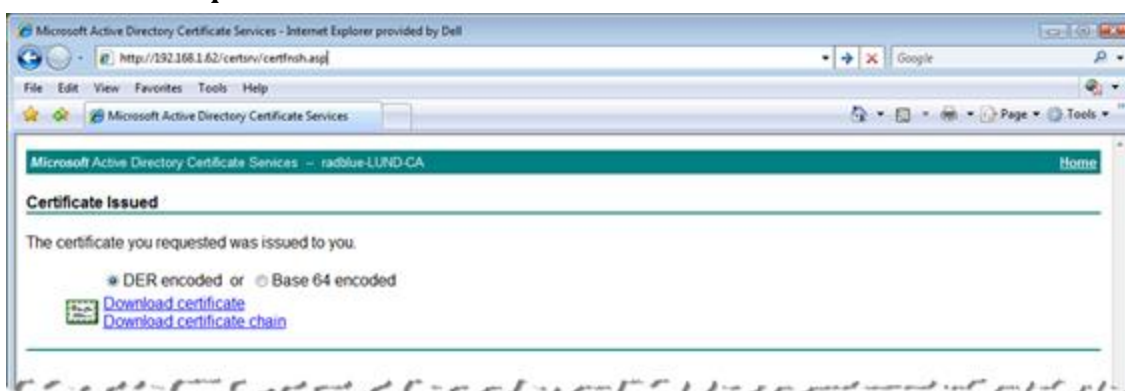 Microsoft Active Directory Certificate Services - Internet Explorer provided by Dell
http://192.168.1.62/certsrv/certfnsh.asp
Google
File Edit View Favorites Tools Help
Microsoft Active Directory Certificate Services
Page Tools
Microsoft Active Directory Certificate Services -- radblue-LUND-CA Home
Certificate Issued
The certificate you requested was issued to you.
DER encoded or Base 64 encoded
Download certificate
Download certificate chain